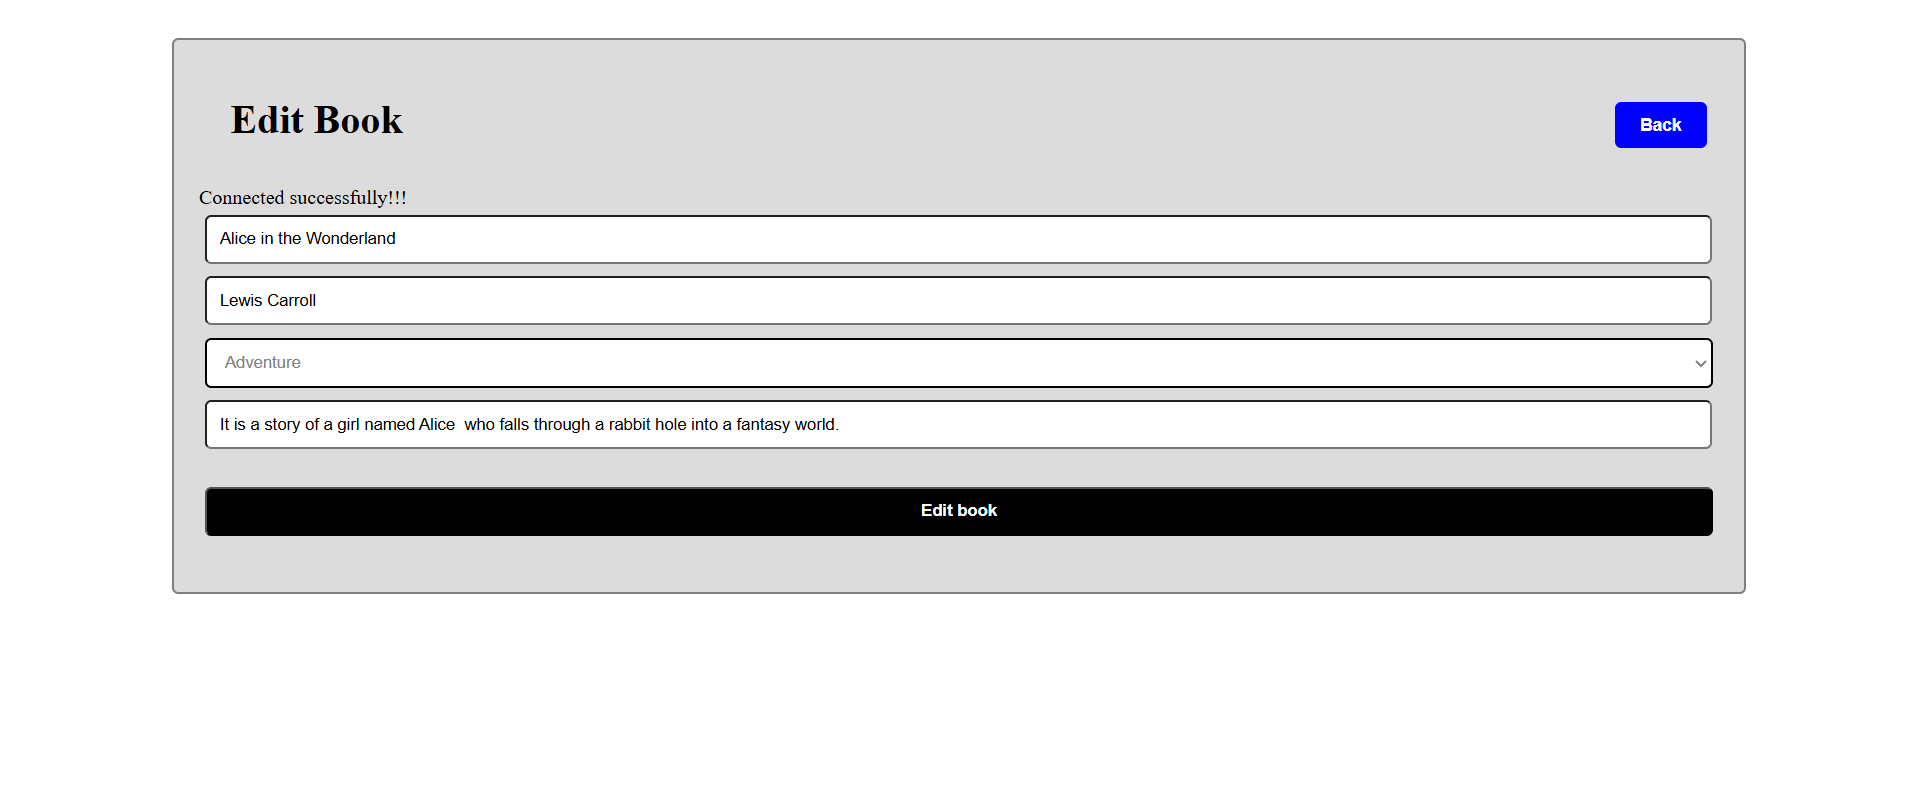 Edit Book
Back
Connected successfully!!!
Alice in the Wonderland
Lewis Carroll
Adventure
It is a story of a girl named Alice  who falls through a rabbit hole into a fantasy world.
Edit book